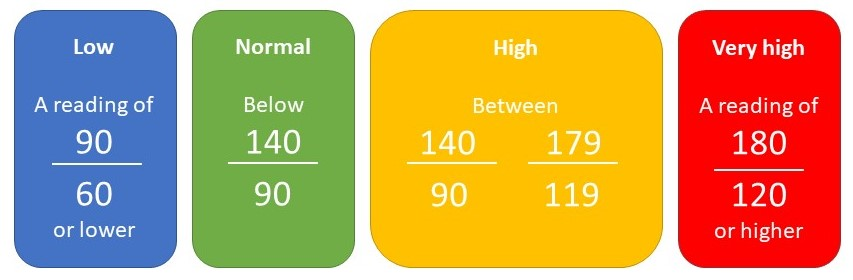 Low
A reading of
90
60
or lower
Normal
Below
140
90
High
Between
140 179
90 119
Very high
A reading of
180
120
or higher